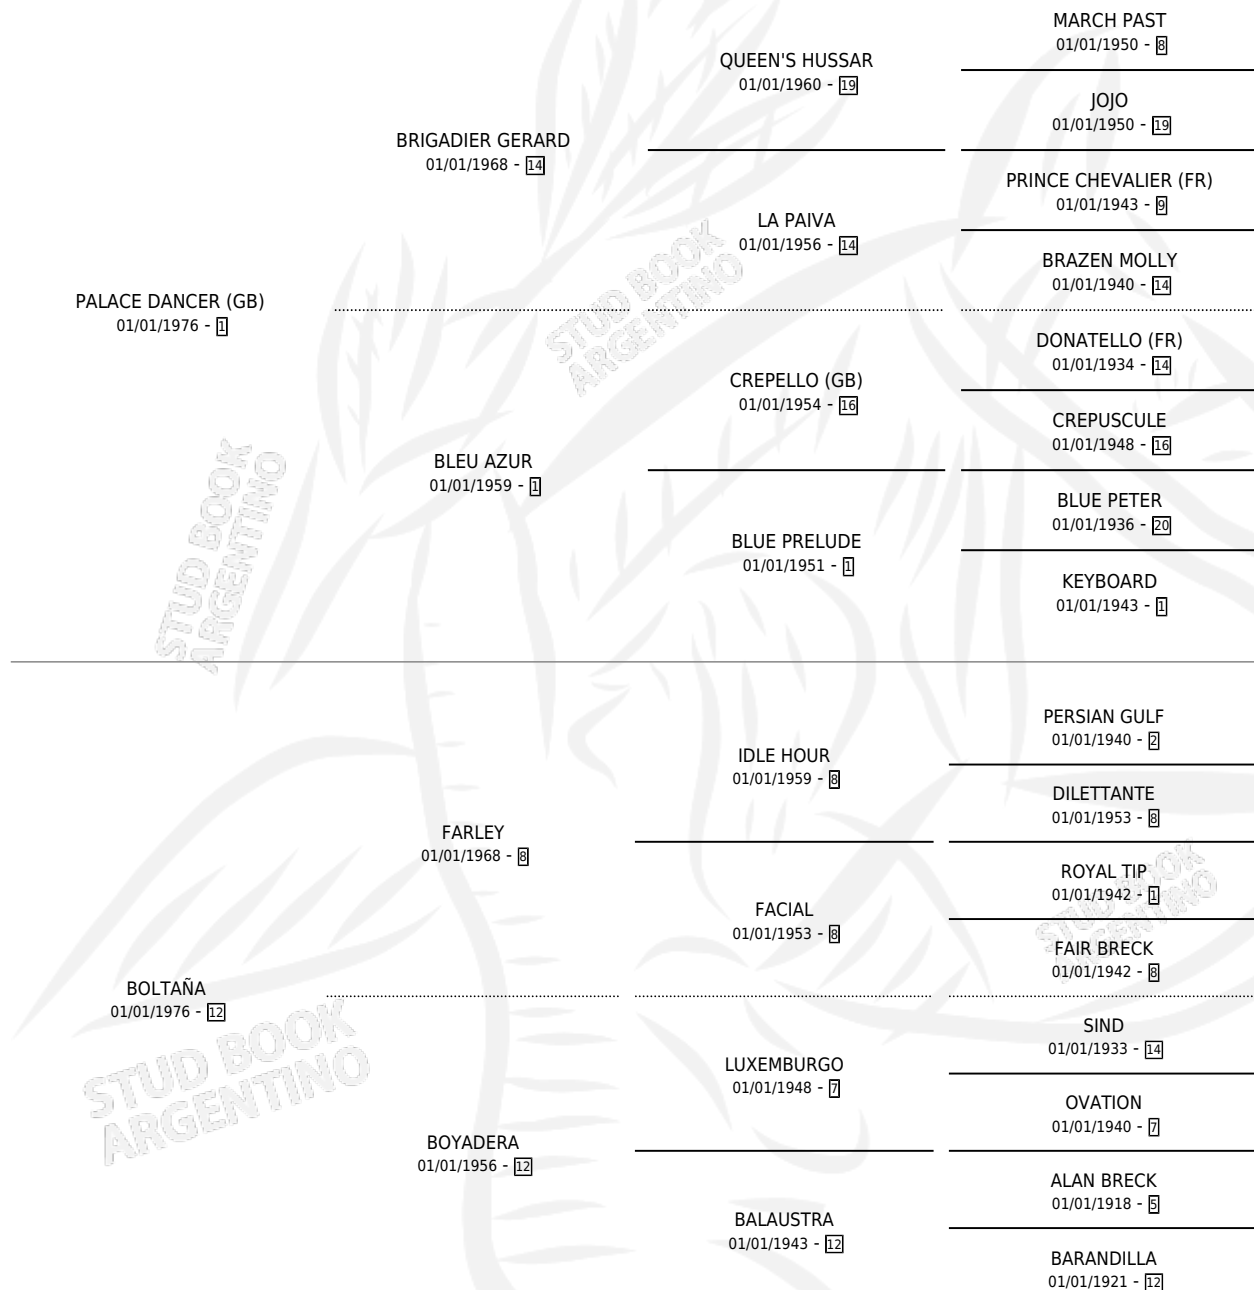 MARCH PAST
01/01/1950 - 8
QUEEN'S HUSSAR
01/01/1960 - 19
JOJO
01/01/1950 - 19
BRIGADIER GERARD
01/01/1968 - 14
PRINCE CHEVALIER (FR)
01/01/1943 - 9
LA PAIVA
01/01/1956 - 14
BRAZEN MOLLY
01/01/1940 - 14
PALACE DANCER (GB)
01/01/1976 - 1
DONATELLO (FR)
01/01/1934 - 14
CREPELLO (GB)
01/01/1954 - 16
CREPUSCULE
01/01/1948 - 16
BLEU AZUR
01/01/1959 - 1
BLUE PETER
01/01/1936 - 20
BLUE PRELUDE
01/01/1951 - 1
KEYBOARD
01/01/1943 - 1
STUD BOOK
ARGENTINO
STUD BOOK
ARGENTINO
PERSIAN GULF
01/01/1940 - 2
IDLE HOUR
01/01/1959 - 8
DILETTANTE
01/01/1953 - 8
FARLEY
01/01/1968 - 8
ROYAL TIP
01/01/1942 - 1
FACIAL
01/01/1953 - 8
FAIR BRECK
01/01/1942 - 8
BOLTAÑA
01/01/1976 - 12
SIND
01/01/1933 - 14
LUXEMBURGO
01/01/1948 - 7
OVATION
01/01/1940 - 7
BOYADERA
01/01/1956 - 12
ALAN BRECK
01/01/1918 - 5
BALAUSTRA
01/01/1943 - 12
BARANDILLA
01/01/1921 - 12
STUD BOOK
ARGENTINO
STUD BOOK
ARGENTINO